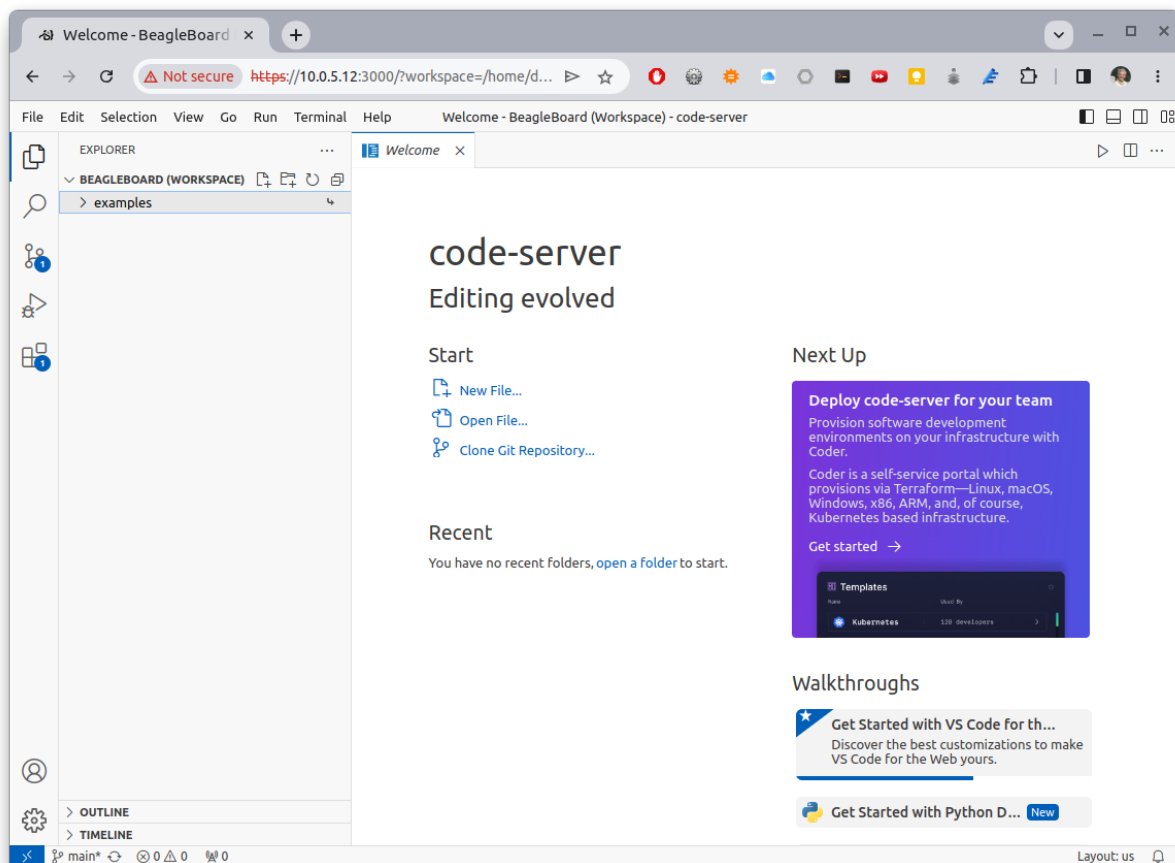 Welcome - BeagleBoard
Not secure https://10.0.5.12:3000/?workspace=/home/d...
File Edit Selection View Go Run Terminal Help Welcome - BeagleBoard (Workspace) - code-server
EXPLORER
BEAGLEBOARD (WORKSPACE)
examples
Welcome
code-server
Editing evolved
Start
New File...
Open File...
Clone Git Repository...
Recent
You have no recent folders, open a folder to start.
Next Up
Deploy code-server for your team
Provision software development
environments on your infrastructure with
Coder.
Coder is a self-service portal which
provisions via Terraform—Linux, macOS,
Windows, x86, ARM, and, of course,
Kubernetes based infrastructure.
Get started
Templates
Name Used By
Kubernetes 128 developers
Walkthroughs
Get Started with VS Code for th...
Discover the best customizations to make
VS Code for the Web yours.
Get Started with Python D... New
1
1
OUTLINE
TIMELINE
main* 0 0 0 Layout: us